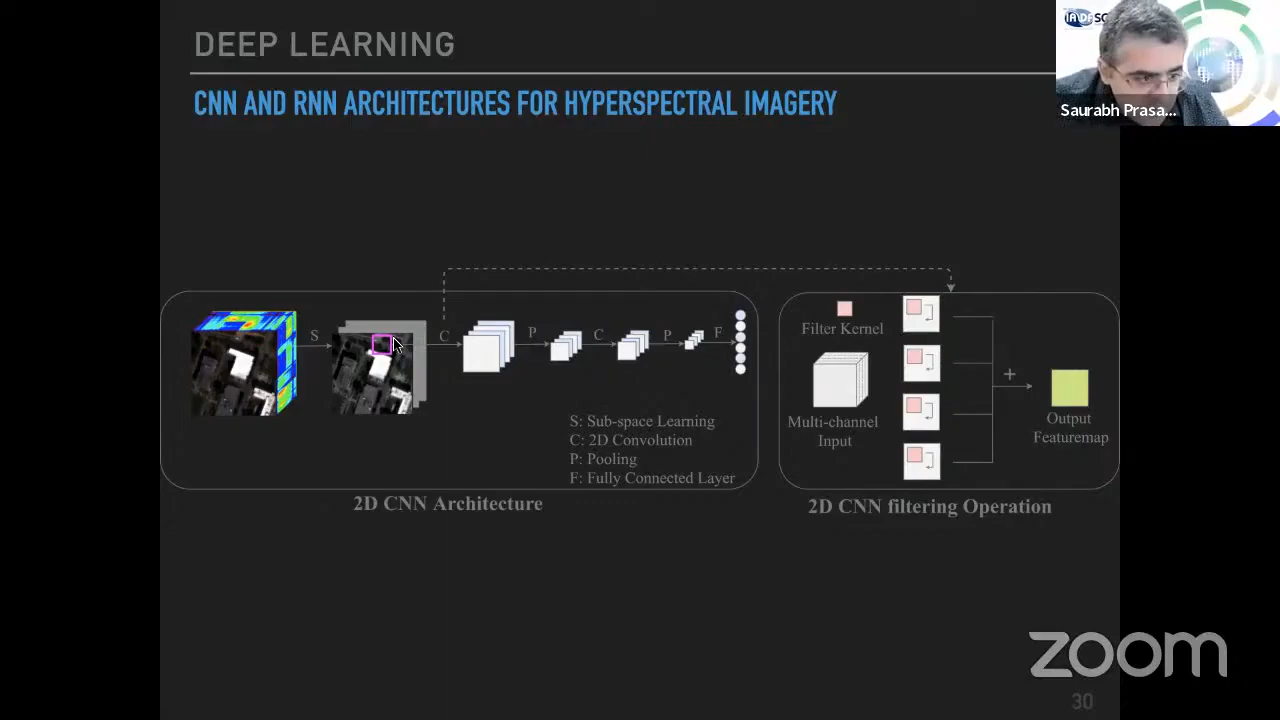 DEEP LEARNING
CNN AND RNN ARCHITECTURES FOR HYPERSPECTRAL IMAGERY
Saurabh Prasa...
S
C
P
C
P
F
S: Sub-space Learning
C: 2D Convolution
P: Pooling
F: Fully Connected Layer
2D CNN Architecture
Filter Kernel
Multi-channel
Input
+
Output
Featuremap
2D CNN filtering Operation
zoom
30